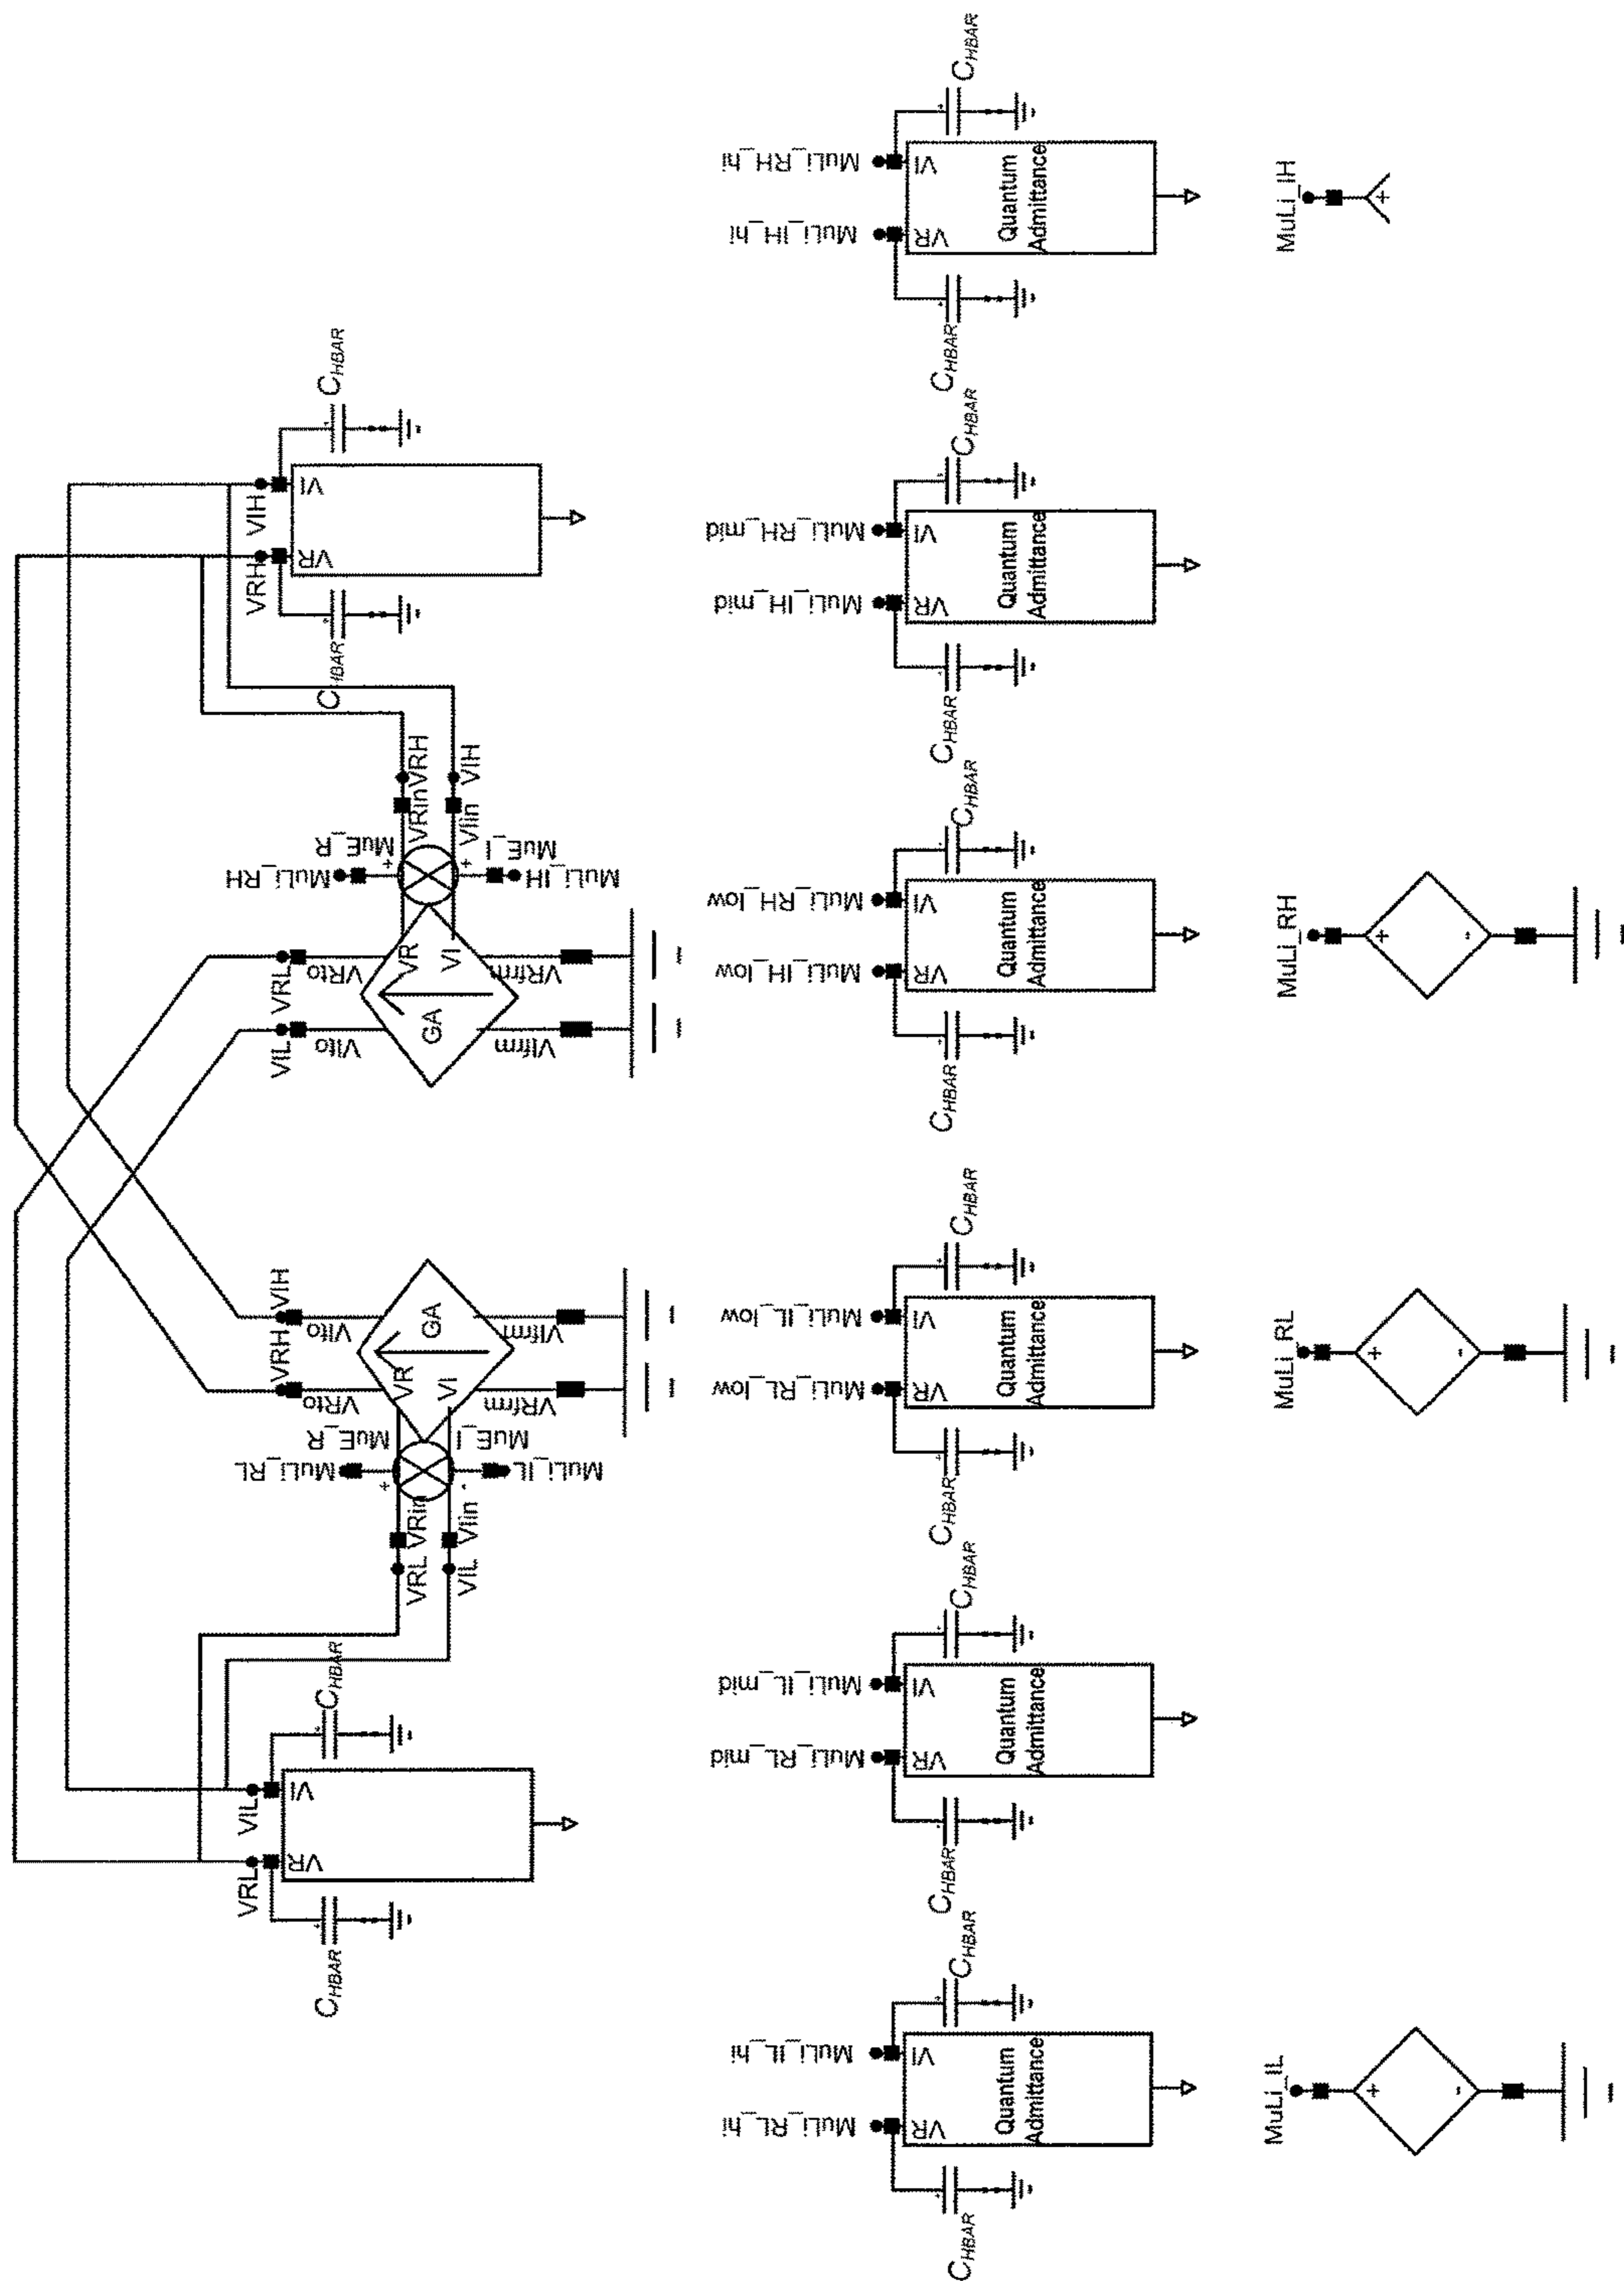 VRL
VIL
VR
VI
CHBAR
CHBAR
VRL
VRin
VIL
VIin
MuLi_RL
MuE_R
+
-
MuE_I
MuLi_IL
VRH
VIH
VRto
VIto
VR
VI
GA
VRfrm
VIfrm
VIL
VRL
VIto
VRto
VR
VI
GA
VIfrm
VRfrm
MuLi_RH
MuE_R
+
+
MuE_I
MuLi_IH
VRin
VRH
VIin
VIH
VRH
VIH
VR
VI
CHBAR
CHBAR
MuLi_RL_hi
MuLi_IL_hi
VR
VI
Quantum
Admittance
CHBAR
CHBAR
MuLi_RL_mid
MuLi_IL_mid
VR
VI
Quantum
Admittance
CHBAR
CHBAR
MuLi_RL_low
MuLi_IL_low
VR
VI
Quantum
Admittance
CHBAR
CHBAR
MuLi_IH_low
MuLi_RH_low
VR
VI
Quantum
Admittance
CHBAR
CHBAR
MuLi_IH_mid
MuLi_RH_mid
VR
VI
Quantum
Admittance
CHBAR
CHBAR
MuLi_IH_hi
MuLi_RH_hi
VR
VI
Quantum
Admittance
CHBAR
CHBAR
MuLi_IL
+
-
MuLi_RL
+
-
MuLi_RH
+
-
MuLi_IH
+